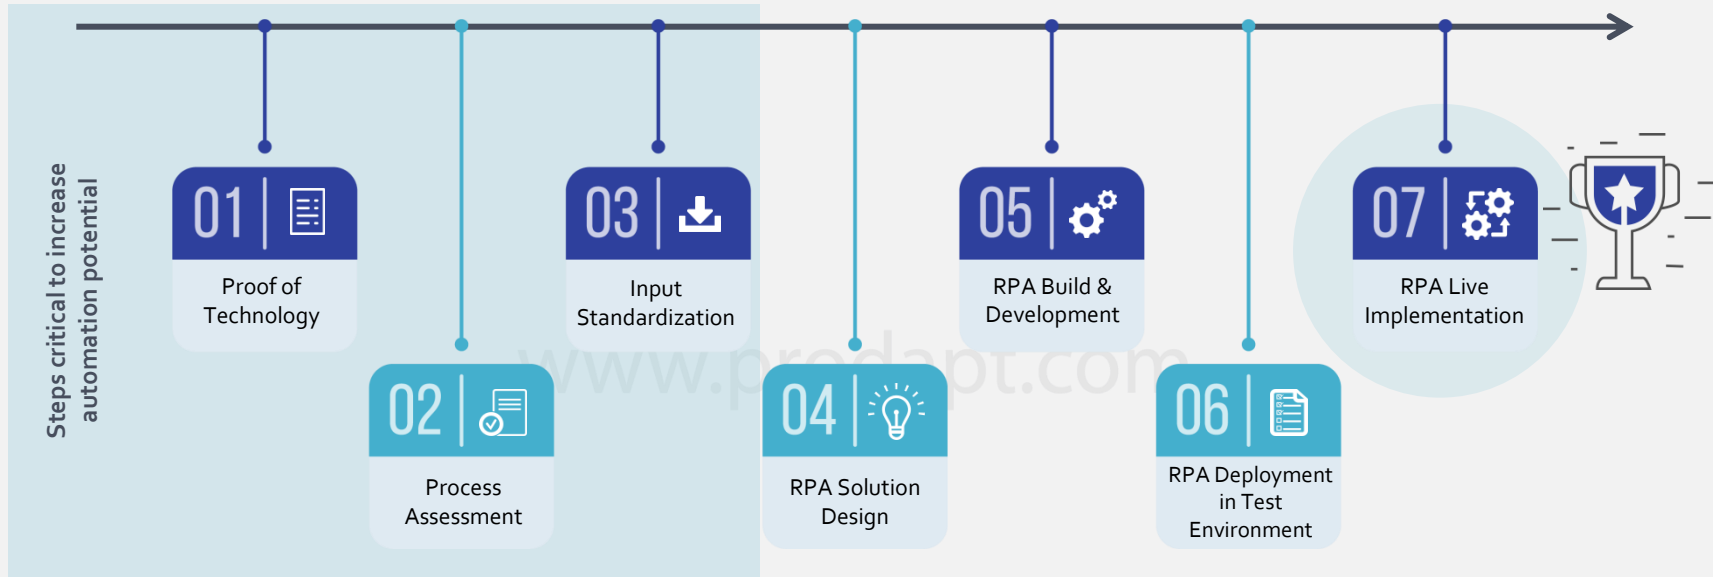 Steps critical to increase
automation potential
01
Proof of
Technology
02
Process
Assessment
03
Input
Standardization
04
RPA Solution
Design
05
RPA Build &
Development
06
RPA Deployment
in Test
Environment
07
RPA Live
Implementation
www.prodapt.com